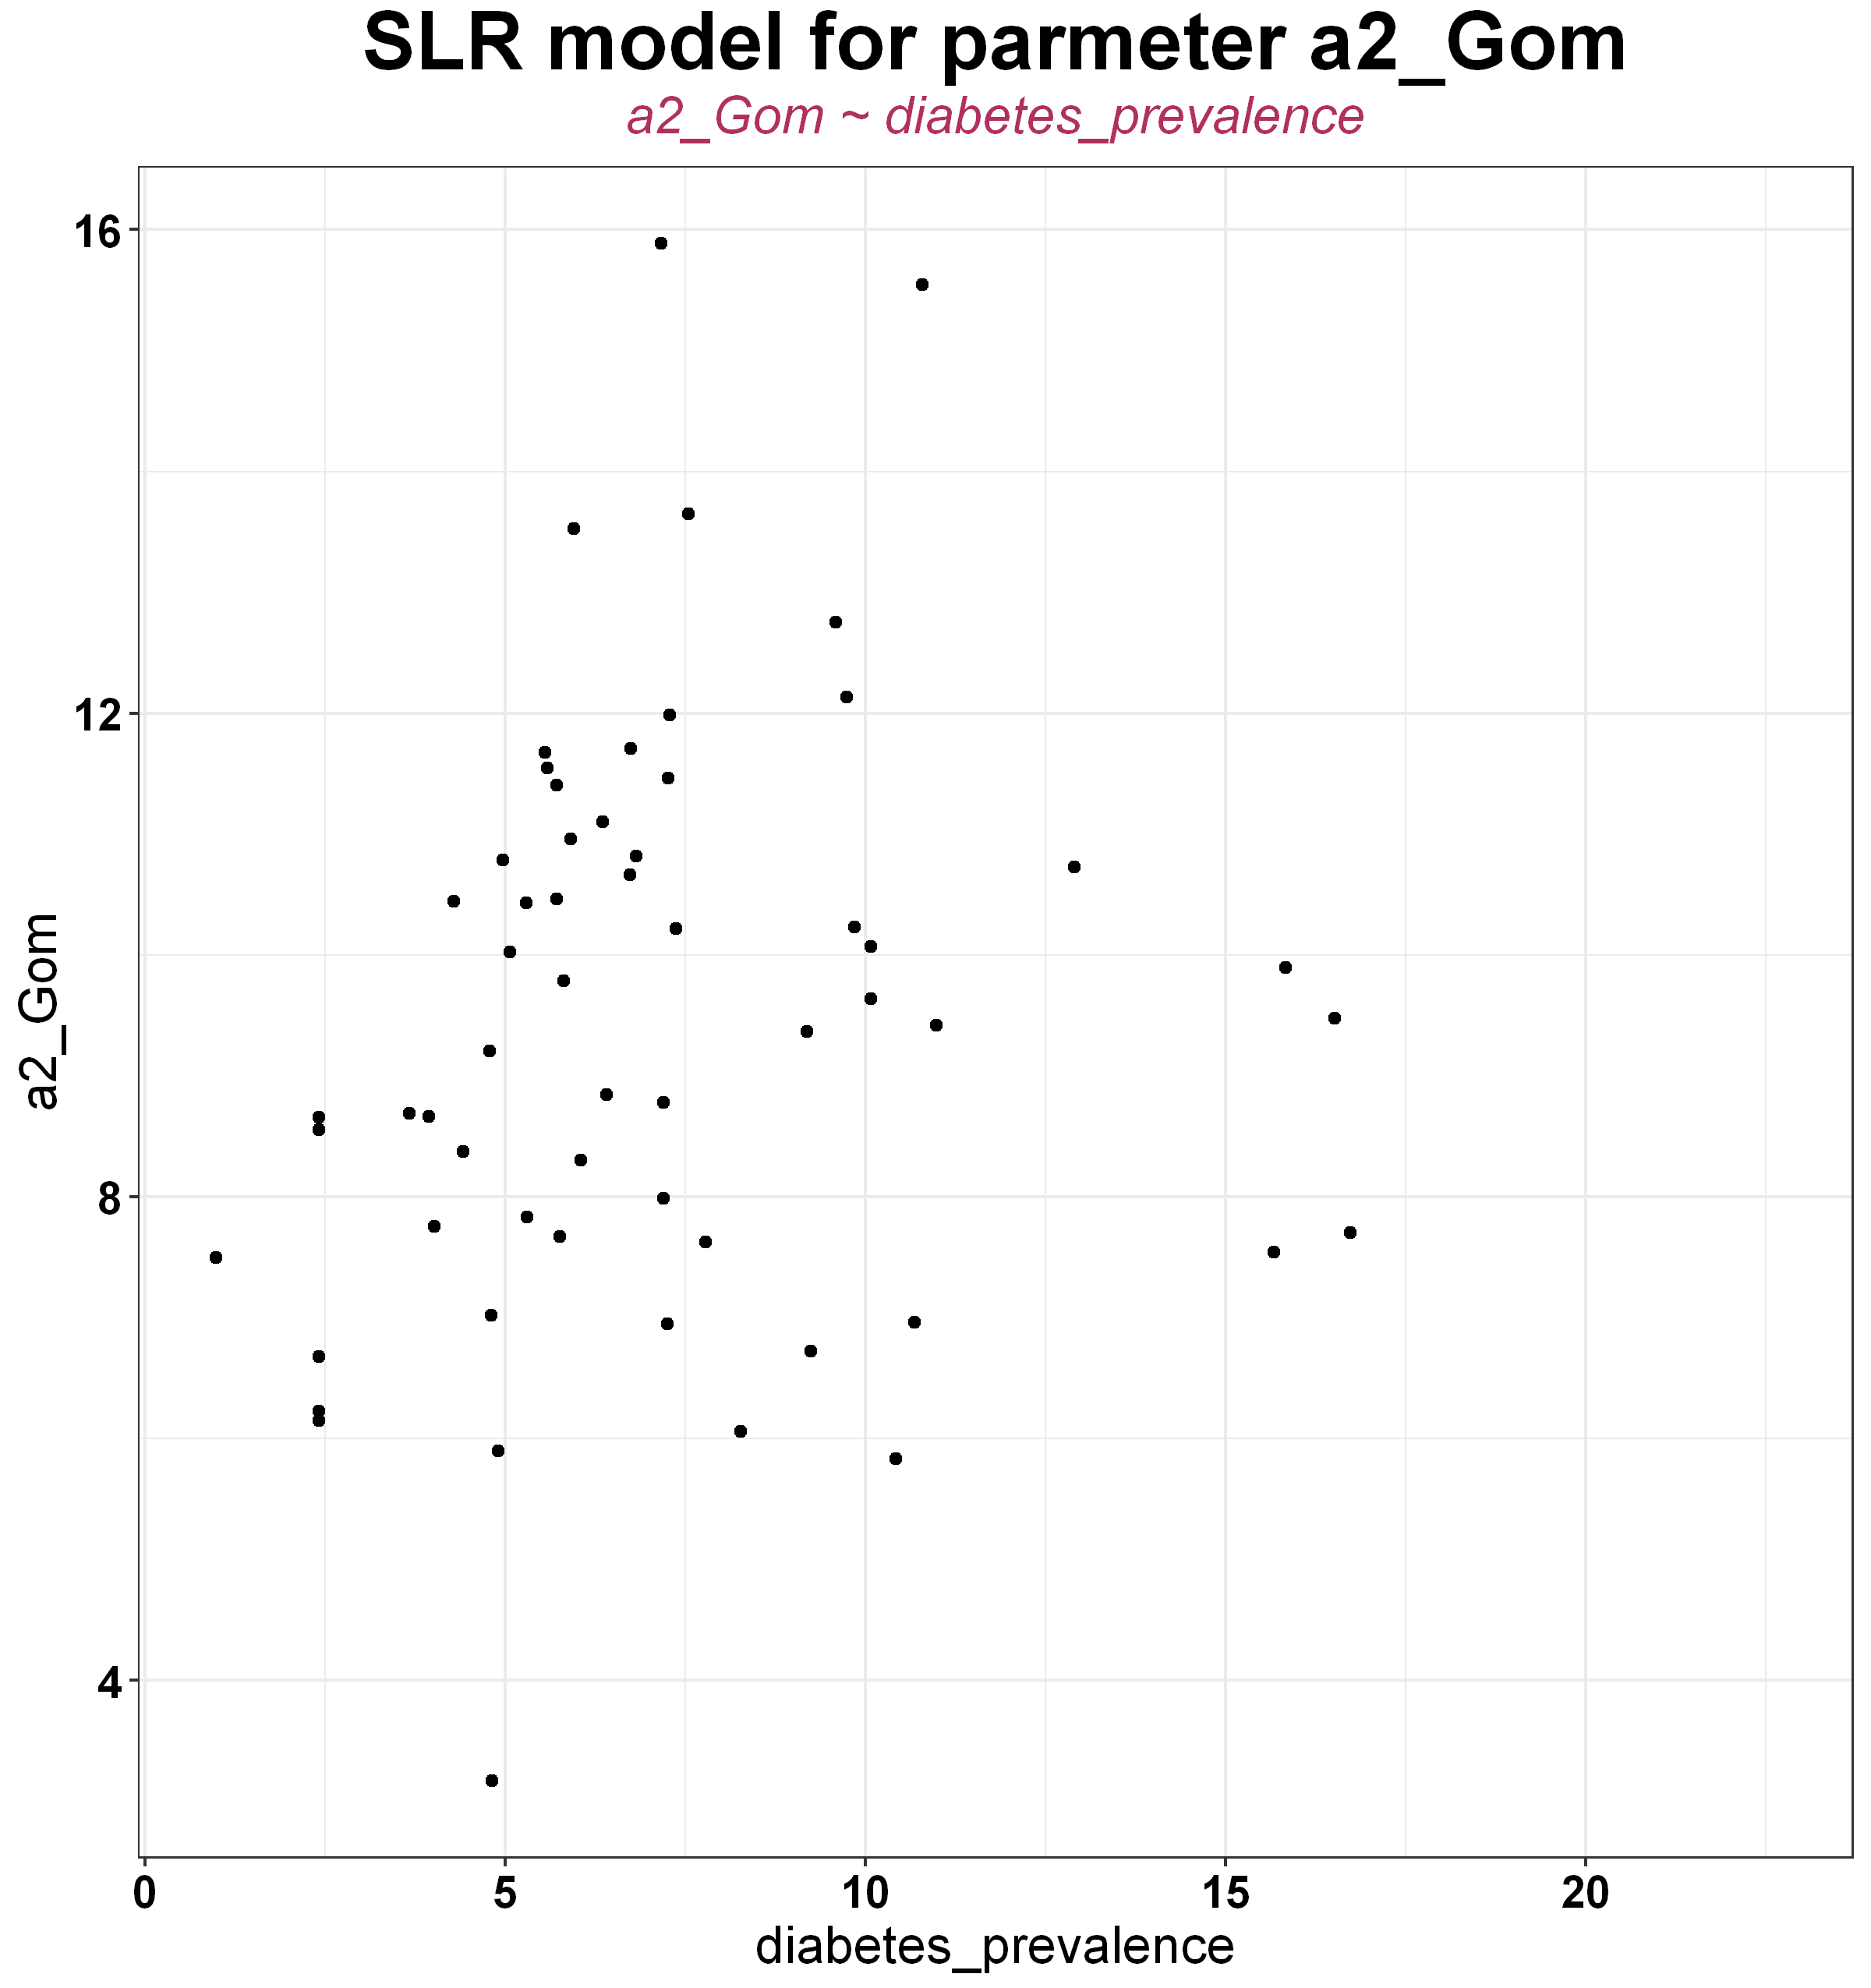 SLR model for parmeter a2_Gom
a2_Gom ~ diabetes_prevalence
16
12
8
4
a2_Gom
0 5 10 15 20
diabetes_prevalence